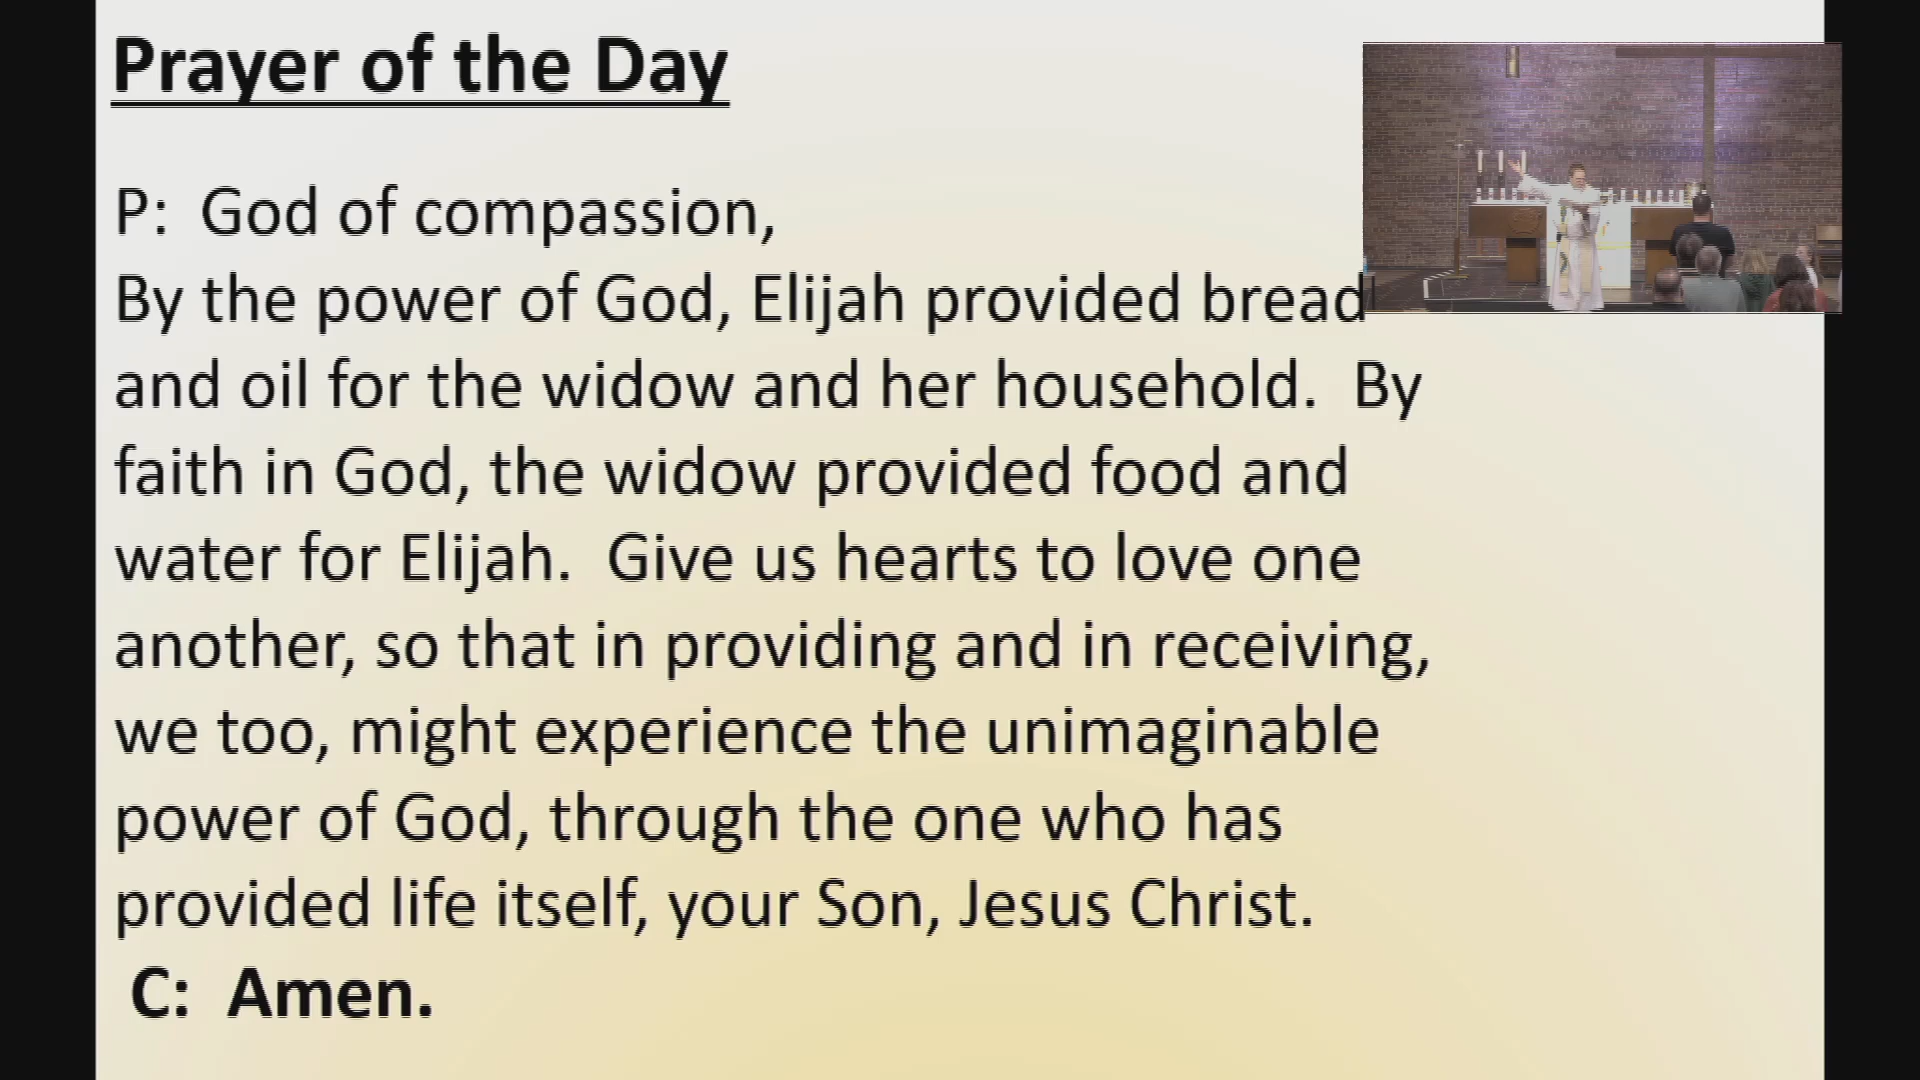 Prayer of the Day
P:  God of compassion,
By the power of God, Elijah provided bread
and oil for the widow and her household.  By
faith in God, the widow provided food and
water for Elijah.  Give us hearts to love one
another, so that in providing and in receiving,
we too, might experience the unimaginable
power of God, through the one who has
provided life itself, your Son, Jesus Christ.
C:  Amen.